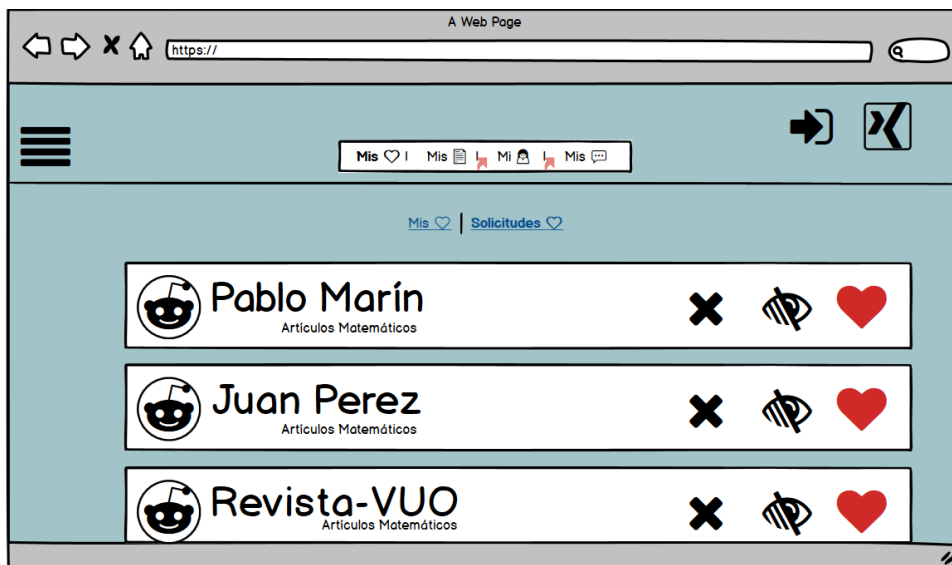 A Web Page
https://
Mis | Mis | Mi | Mis
Mis | Solicitudes
Pablo Marín
Artículos Matemáticos
Juan Perez
Artículos Matemáticos
Revista-VUO
Artículos Matemáticos